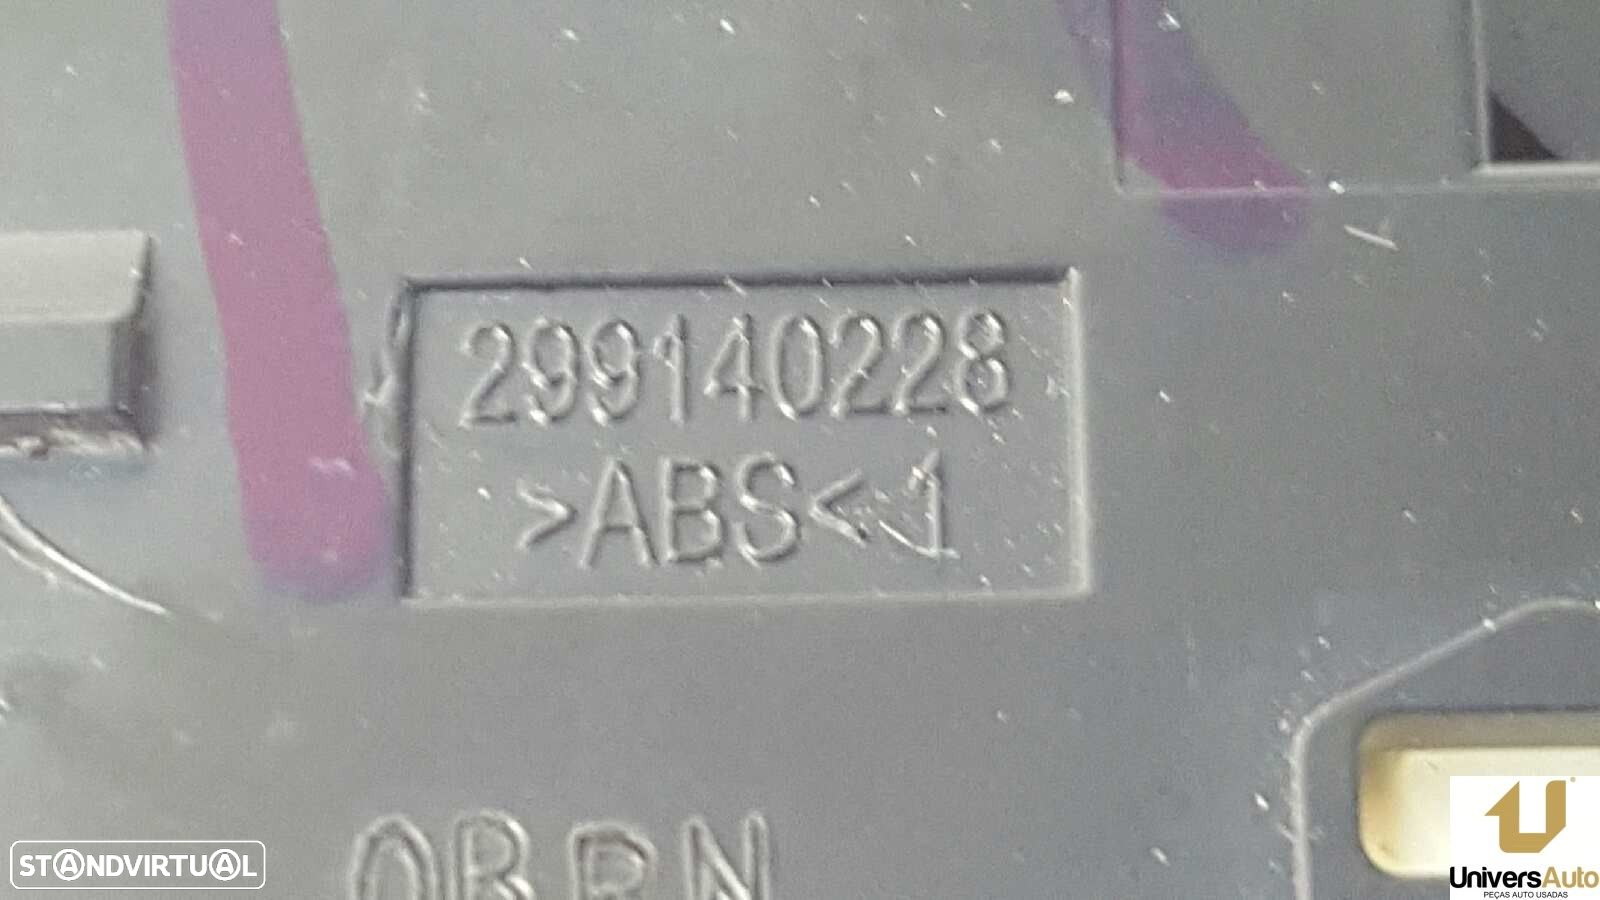 299140228
>ABS<1
STANDVIRTUAL
UniversAuto
PEÇAS AUTO USADAS